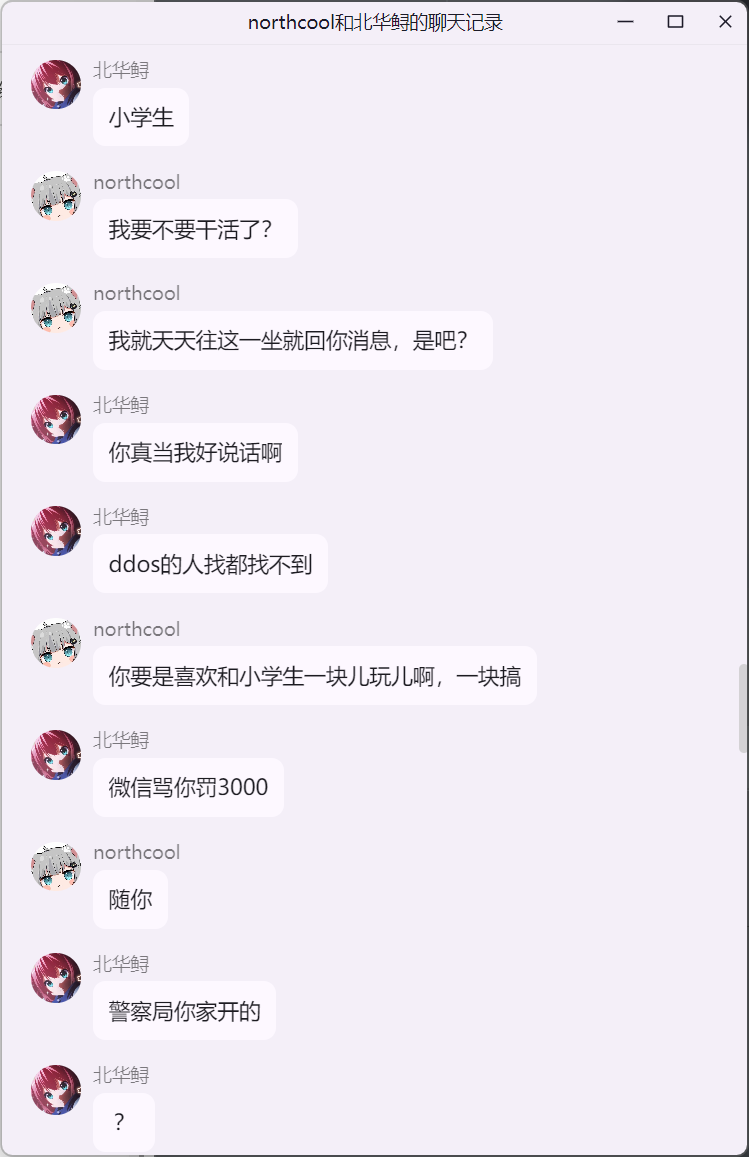 northcool和北华鲟的聊天记录
北华鲟
小学生
northcool
我要不要干活了？
northcool
我就天天往这一坐就回你消息，是吧？
北华鲟
你真当我好说话啊
北华鲟
ddos的人找都找不到
northcool
你要是喜欢和小学生一块儿玩儿啊，一块搞
北华鲟
微信骂你罚3000
northcool
随你
北华鲟
警察局你家开的
北华鲟
？